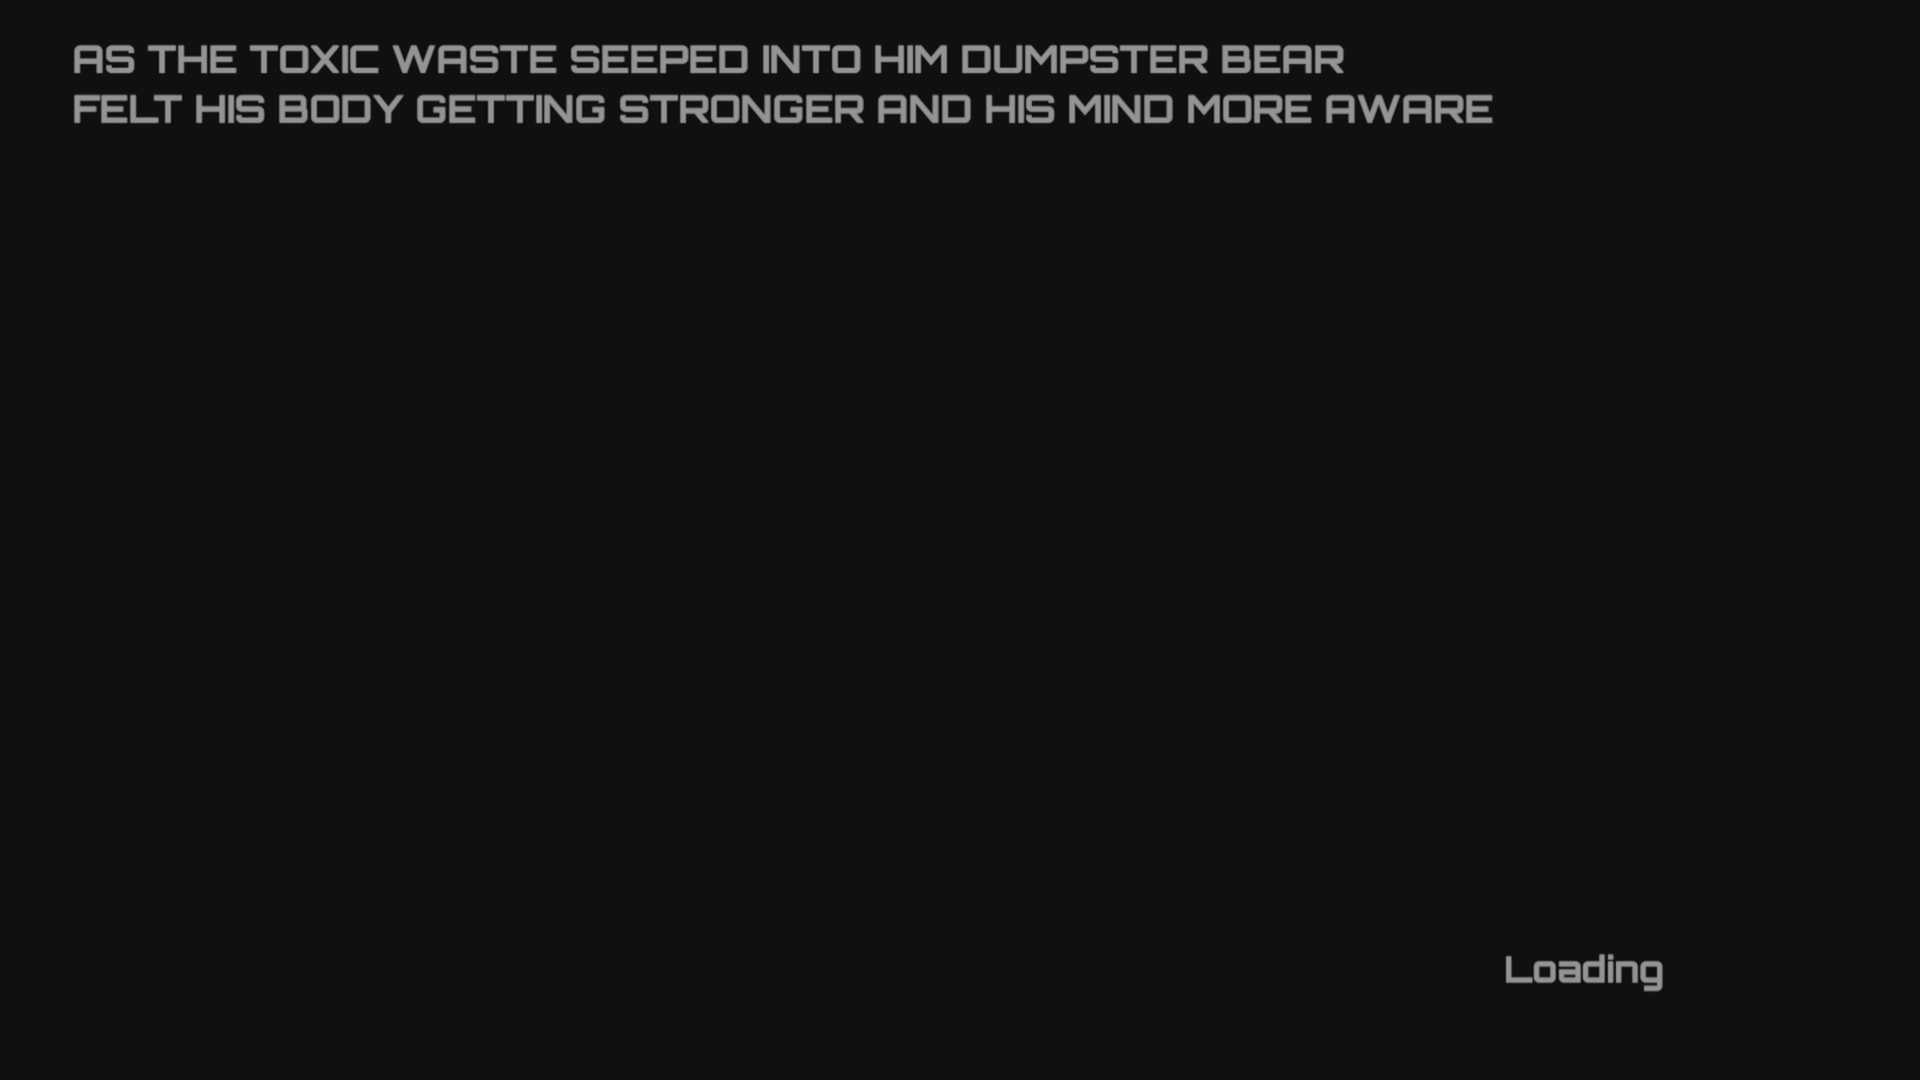 AS THE TOXIC WASTE SEEPED INTO HIM DUMPSTER BEAR
FELT HIS BODY GETTING STRONGER AND HIS MIND MORE AWARE
Loading